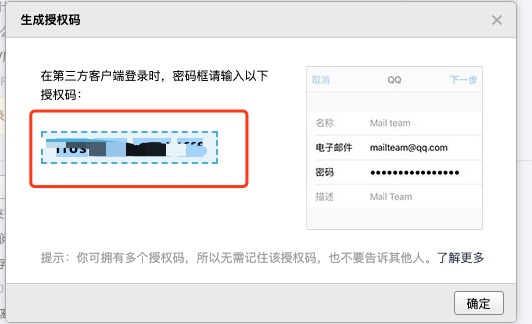 生成授权码
在第三方客户端登录时，密码框请输入以下
授权码：
取消 QQ 下一步
名称 Mail team
电子邮件 mailteam@qq.com
密码 ●●●●●●●●●●●●●●●●
描述 Mail Team
提示：你可拥有多个授权码，所以无需记住该授权码，也不要告诉其他人。了解更多
确定